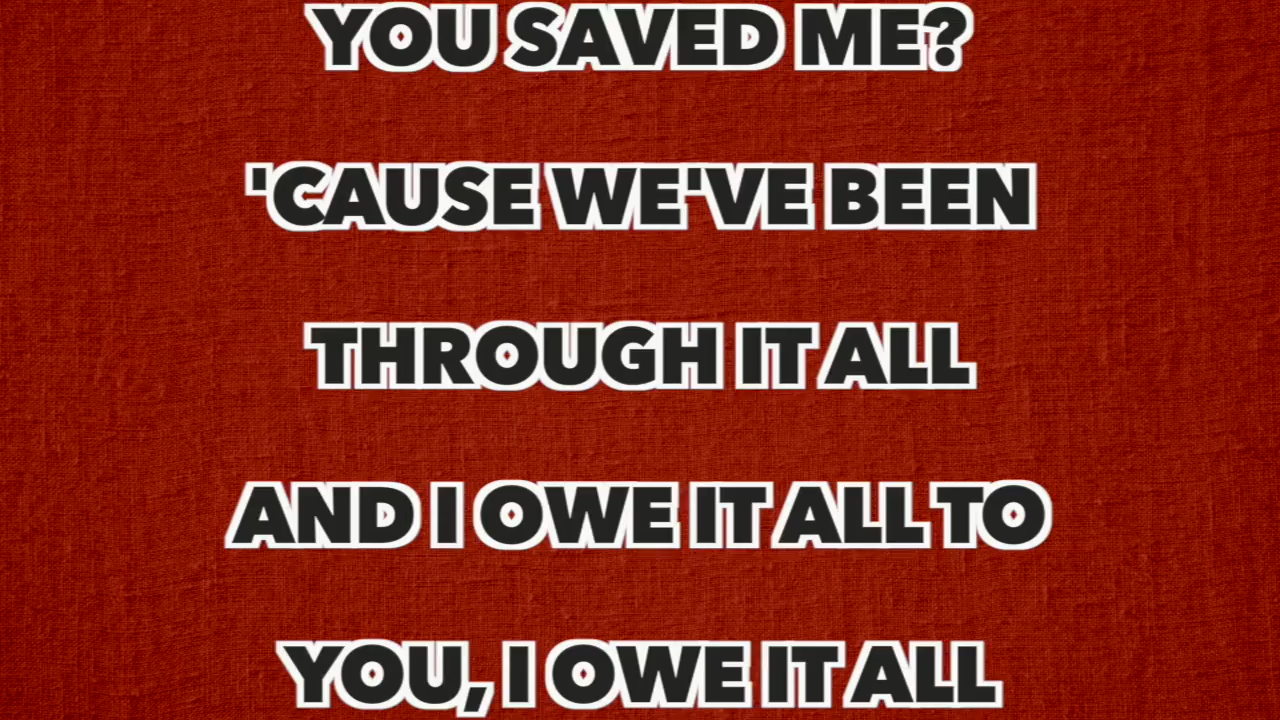 YOU SAVED ME?
'CAUSE WE'VE BEEN
THROUGH IT ALL
AND I OWE IT ALL TO
YOU, I OWE IT ALL